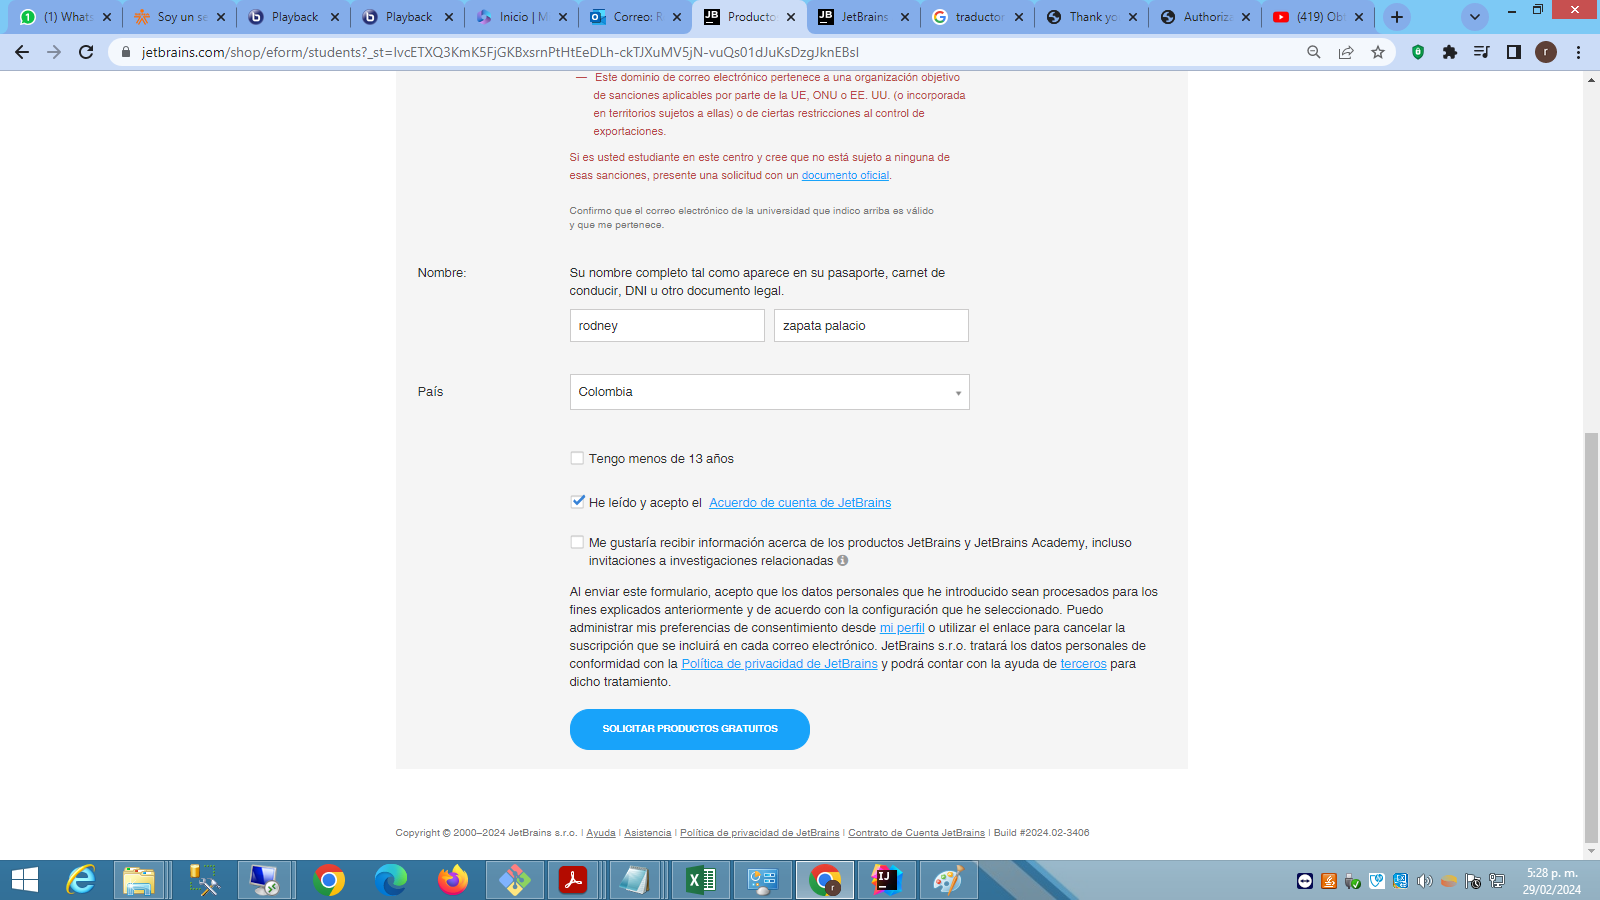 (1) Whats
Soy un se
Playback
Playback
Inicio | M
Correo: R
Producto
JetBrains
traductor
Thank yo
Authoriza
(419) Obt
jetbrains.com/shop/eform/students?_st=IvcETXQ3KmK5FjGKBxsrnPtHtEeDLh-ckTJXuMV5jN-vuQs01dJuKsDzgJknEBsI
r
— Este dominio de correo electrónico pertenece a una organización objetivo
de sanciones aplicables por parte de la UE, ONU o EE. UU. (o incorporada
en territorios sujetos a ellas) o de ciertas restricciones al control de
exportaciones.
Si es usted estudiante en este centro y cree que no está sujeto a ninguna de
esas sanciones, presente una solicitud con un documento oficial.
Confirmo que el correo electrónico de la universidad que indico arriba es válido
y que me pertenece.
Nombre:
Su nombre completo tal como aparece en su pasaporte, carnet de
conducir, DNI u otro documento legal.
rodney
zapata palacio
País
Colombia
Tengo menos de 13 años
He leído y acepto el Acuerdo de cuenta de JetBrains
Me gustaría recibir información acerca de los productos JetBrains y JetBrains Academy, incluso
invitaciones a investigaciones relacionadas
Al enviar este formulario, acepto que los datos personales que he introducido sean procesados para los
fines explicados anteriormente y de acuerdo con la configuración que he seleccionado. Puedo
administrar mis preferencias de consentimiento desde mi perfil o utilizar el enlace para cancelar la
suscripción que se incluirá en cada correo electrónico. JetBrains s.r.o. tratará los datos personales de
conformidad con la Política de privacidad de JetBrains y podrá contar con la ayuda de terceros para
dicho tratamiento.
SOLICITAR PRODUCTOS GRATUITOS
Copyright © 2000–2024 JetBrains s.r.o. | Ayuda | Asistencia | Política de privacidad de JetBrains | Contrato de Cuenta JetBrains | Build #2024.02-3406
5:28 p. m.
29/02/2024